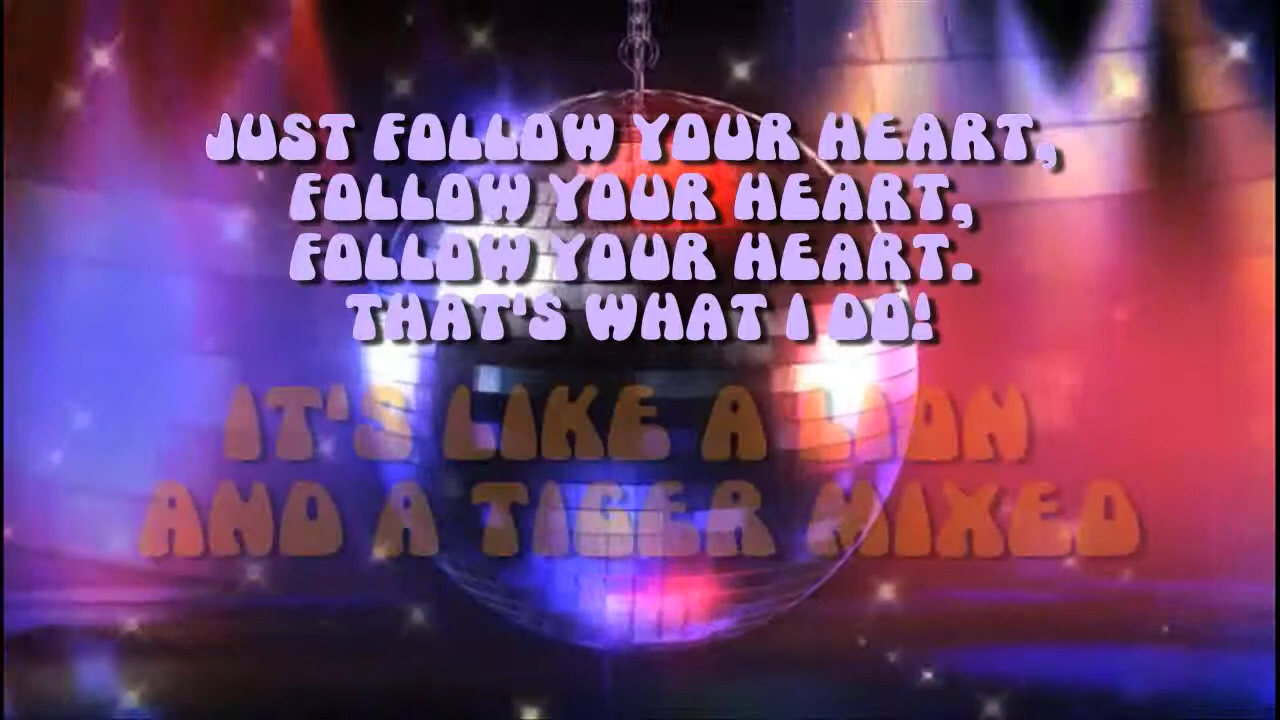 JUST FOLLOW YOUR HEART,
FOLLOW YOUR HEART,
FOLLOW YOUR HEART.
THAT'S WHAT I DO!
IT'S LIKE A LION
AND A TIGER MIXED